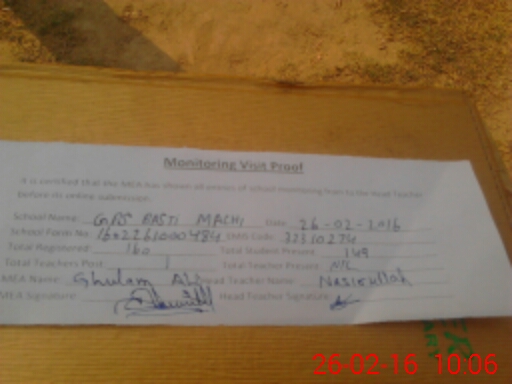 Monitoring Visit Proof
It is certified that the MEA has shown all points of school monitoring form to the Head Teacher
before its online submission.
School Name: GPS BASTI MACHI Date: 26-02-2016
School Form No. EMIS Code: 32310274
Total Registered: 160 Total Student Present: 149
Total Teachers Post: 1 Total Teacher Present: NIL
MEA Name: Ghulam Ali Head Teacher Name: Nasirullah
MEA Signature: Head Teacher Signature:
26-02-16 10:06